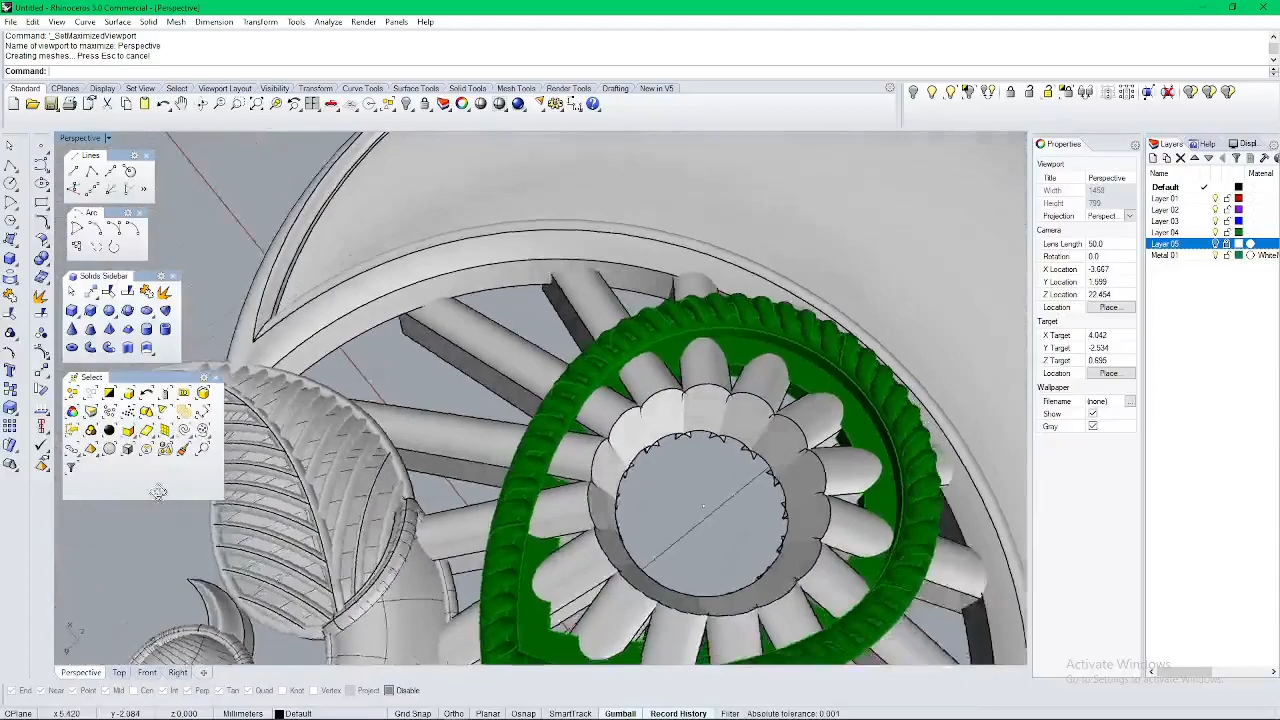 Untitled - Rhinoceros 5.0 Commercial - [Perspective]
File Edit View Curve Surface Solid Mesh Dimension Transform Tools Analyze Render Panels Help
Command: '_SetMaximizedViewport
Name of viewport to maximize: Perspective
Creating meshes... Press Esc to cancel
Command:
Standard CPlanes Display Set View Select Viewport Layout Visibility Transform Curve Tools Surface Tools Solid Tools Mesh Tools Render Tools Drafting New in V5
Perspective
Lines
Arc
Solids Sidebar
Select
Properties
Viewport
Title Perspective
Width 1458
Height 799
Projection Perspect...
Camera
Lens Length 50.0
Rotation 0.0
X Location -3.667
Y Location 1.599
Z Location 22.454
Location Place...
Target
X Target 4.042
Y Target -2.534
Z Target 0.695
Location Place...
Wallpaper
Filename (none)
Show
Gray
Layers Help Displ...
Name Material
Default
Layer 01
Layer 02
Layer 03
Layer 04
Layer 05
Metal 01 White
Activate Windows
Go to Settings to activate Windows.
Perspective Top Front Right
End Near Point Mid Cen Int Perp Tan Quad Knot Vertex Project Disable
CPlane x 5.420 y -2.084 z 0.000 Millimeters Default Grid Snap Ortho Planar Osnap SmartTrack Gumball Record History Filter Absolute tolerance: 0.001